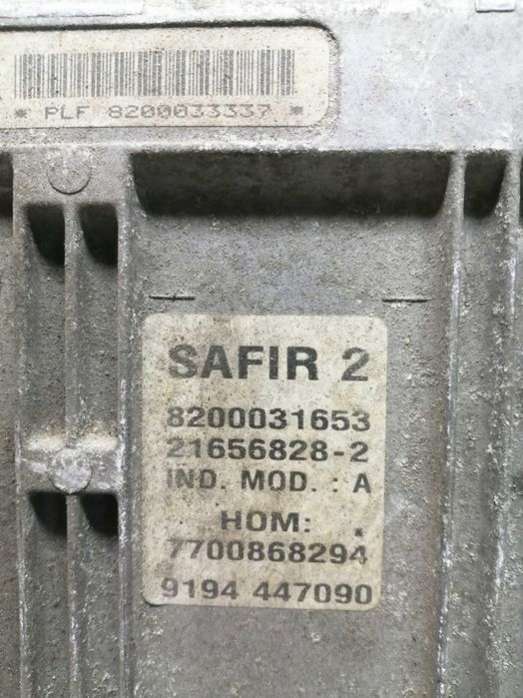 * PLF 8200033337 *
SAFIR 2
8200031653
21656828-2
IND. MOD. : A
HOM: .
7700868294
9194 447090